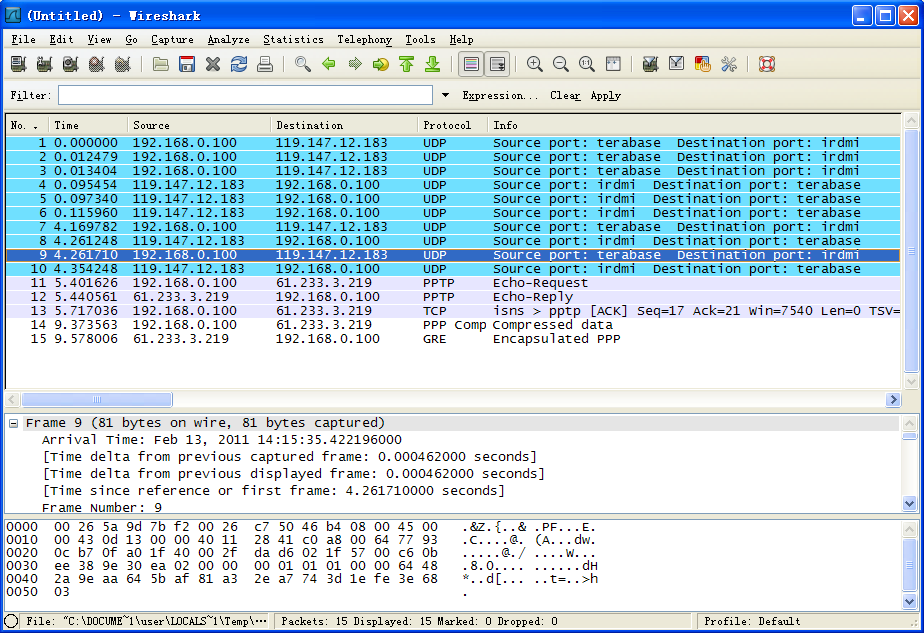 (Untitled) - Wireshark
File Edit View Go Capture Analyze Statistics Telephony Tools Help
Filter: Expression... Clear Apply
No. . Time Source Destination Protocol Info
1 0.000000 192.168.0.100 119.147.12.183 UDP Source port: terabase Destination port: irdmi
2 0.012479 192.168.0.100 119.147.12.183 UDP Source port: terabase Destination port: irdmi
3 0.013404 192.168.0.100 119.147.12.183 UDP Source port: terabase Destination port: irdmi
4 0.095454 119.147.12.183 192.168.0.100 UDP Source port: irdmi Destination port: terabase
5 0.097340 119.147.12.183 192.168.0.100 UDP Source port: irdmi Destination port: terabase
6 0.115960 119.147.12.183 192.168.0.100 UDP Source port: irdmi Destination port: terabase
7 4.169782 192.168.0.100 119.147.12.183 UDP Source port: terabase Destination port: irdmi
8 4.261248 119.147.12.183 192.168.0.100 UDP Source port: irdmi Destination port: terabase
9 4.261710 192.168.0.100 119.147.12.183 UDP Source port: terabase Destination port: irdmi
10 4.354248 119.147.12.183 192.168.0.100 UDP Source port: irdmi Destination port: terabase
11 5.401626 192.168.0.100 61.233.3.219 PPTP Echo-Request
12 5.440561 61.233.3.219 192.168.0.100 PPTP Echo-Reply
13 5.717036 192.168.0.100 61.233.3.219 TCP isns > pptp [ACK] Seq=17 Ack=21 Win=7540 Len=0 TSV=
14 9.373563 192.168.0.100 61.233.3.219 PPP Comp Compressed data
15 9.578006 61.233.3.219 192.168.0.100 GRE Encapsulated PPP
Frame 9 (81 bytes on wire, 81 bytes captured)
Arrival Time: Feb 13, 2011 14:15:35.422196000
[Time delta from previous captured frame: 0.000462000 seconds]
[Time delta from previous displayed frame: 0.000462000 seconds]
[Time since reference or first frame: 4.261710000 seconds]
Frame Number: 9
0000 00 26 5a 9d 7b f2 00 26 c7 50 46 b4 08 00 45 00 .&Z.{..& .PF...E.
0010 00 43 0d 13 00 00 40 11 28 41 c0 a8 00 64 77 93 .C....@. (A...dw.
0020 0c b7 0f a0 1f 40 00 2f da d6 02 1f 57 00 c6 0b .....@./ ....W...
0030 ee 38 9e 30 ea 02 00 00 00 01 01 01 00 00 64 48 .8.0.... ......dH
0040 2a 9e aa 64 5b af 81 a3 2e a7 74 3d 1e fe 3e 68 *..d[... ..t=..>h
0050 03 .
File: "C:\DOCUME~1\user\LOCALS~1\Temp\... Packets: 15 Displayed: 15 Marked: 0 Dropped: 0 Profile: Default